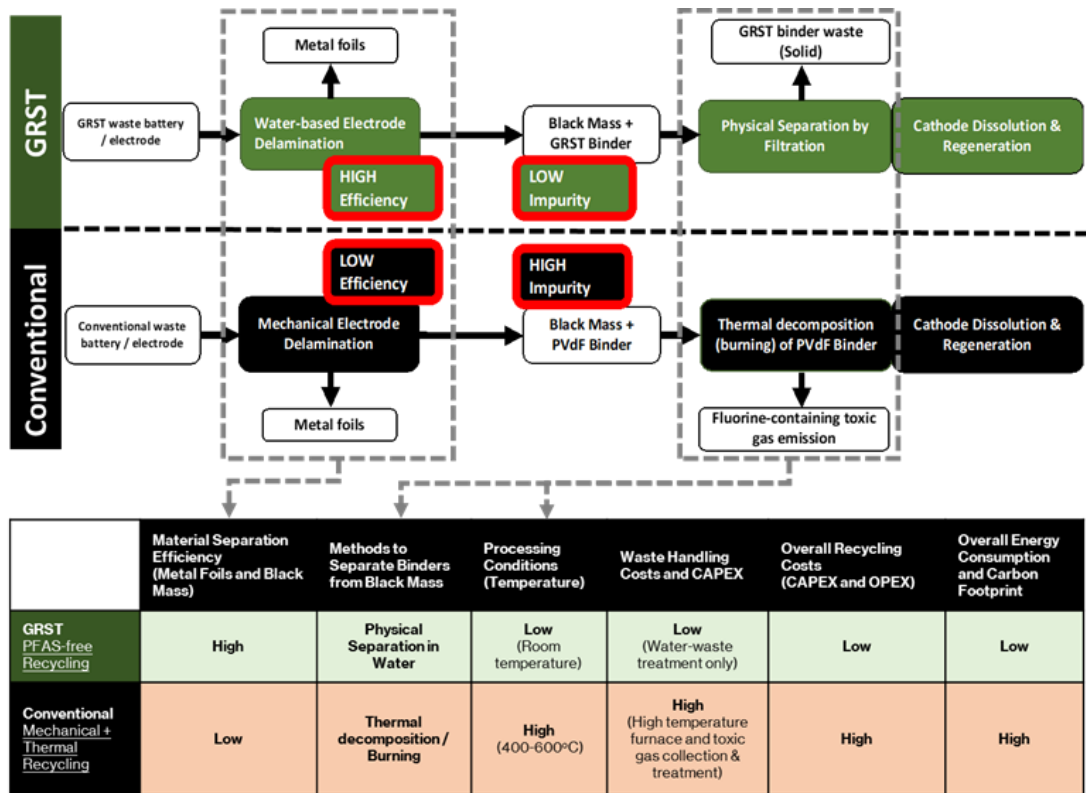 GRST
Metal foils
GRST binder waste
(Solid)
GRST waste battery
/ electrode
Water-based Electrode
Delamination
Black Mass +
GRST Binder
Physical Separation by
Filtration
Cathode Dissolution &
Regeneration
HIGH
Efficiency
LOW
Impurity
Conventional
LOW
Efficiency
HIGH
Impurity
Conventional waste
battery / electrode
Mechanical Electrode
Delamination
Black Mass +
PVdF Binder
Thermal decomposition
(burning) of PVdF Binder
Cathode Dissolution &
Regeneration
Metal foils
Fluorine-containing toxic
gas emission
Material Separation
Efficiency
(Metal Foils and Black
Mass)
Methods to
Separate Binders
from Black Mass
Processing
Conditions
(Temperature)
Waste Handling
Costs and CAPEX
Overall Recycling
Costs
(CAPEX and OPEX)
Overall Energy
Consumption
and Carbon
Footprint
GRST
PFAS-free
Recycling
High
Physical
Separation in
Water
Low
(Room
temperature)
Low
(Water-waste
treatment only)
Low
Low
Conventional
Mechanical +
Thermal
Recycling
Low
Thermal
decomposition /
Burning
High
(400-600°C)
High
(High temperature
furnace and toxic
gas collection &
treatment)
High
High